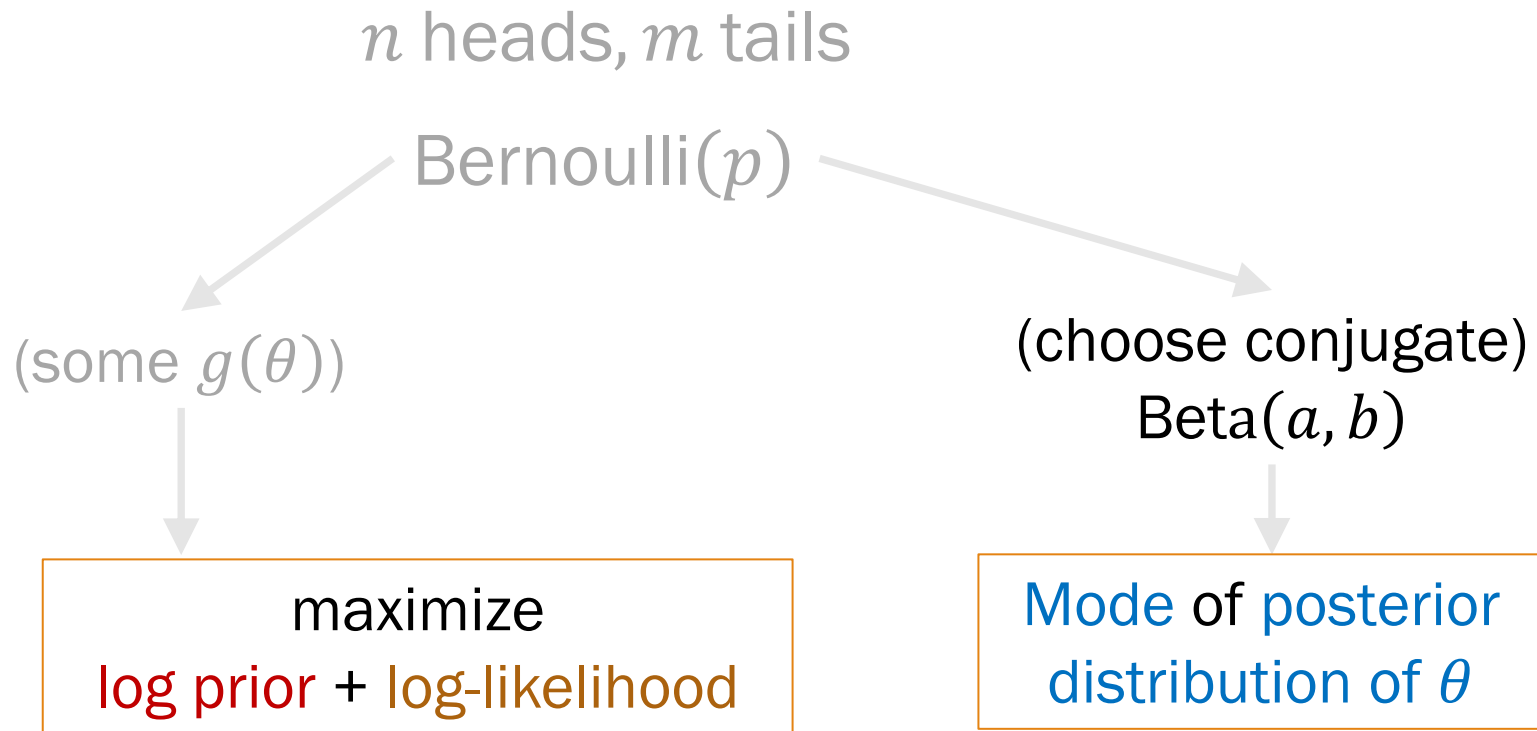 n heads, m tails
Bernoulli(p)
(some g(θ))
(choose conjugate)
Beta(a, b)
maximize
log prior + log-likelihood
Mode of posterior
distribution of θ